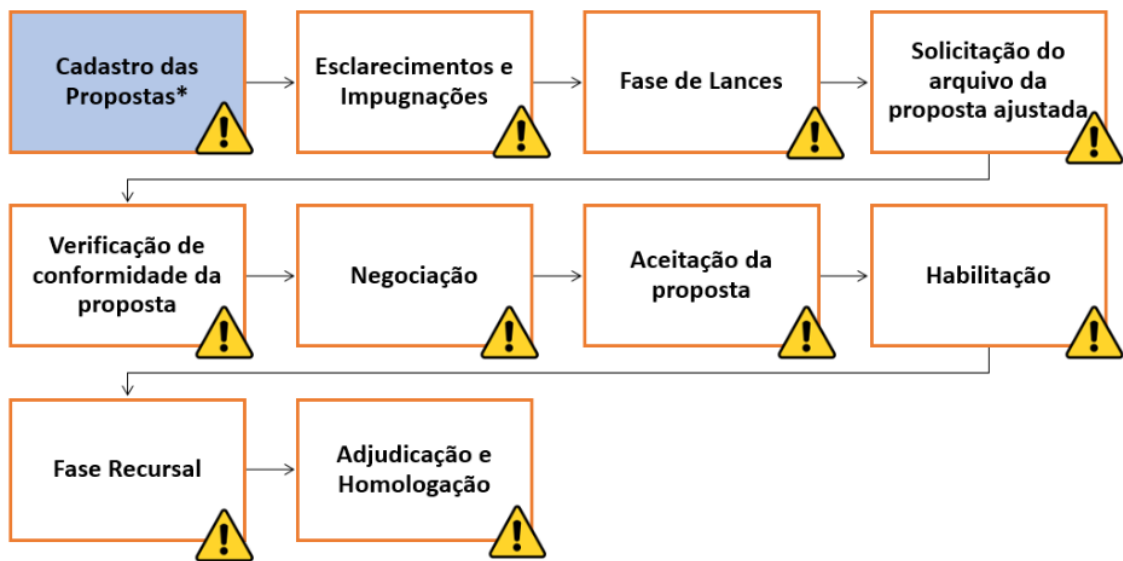 Cadastro das
Propostas*
Esclarecimentos e
Impugnações
Fase de Lances
Solicitação do
arquivo da
proposta ajustada
Verificação de
conformidade da
proposta
Negociação
Aceitação da
proposta
Habilitação
Fase Recursal
Adjudicação e
Homologação